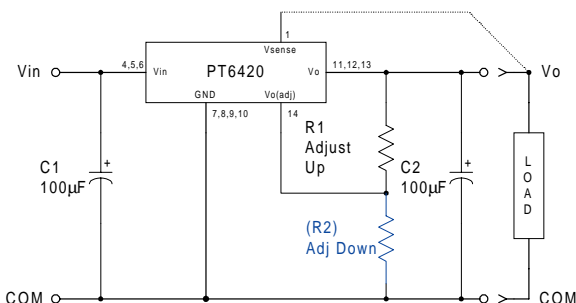 1
Vsense
Vin
4,5,6
Vin
PT6420
Vo
11,12,13
Vo
GND
Vo(adj)
7,8,9,10
14
R1
Adjust
Up
C1
100μF
+
C2
100μF
+
L
O
A
D
(R2)
Adj Down
COM
COM